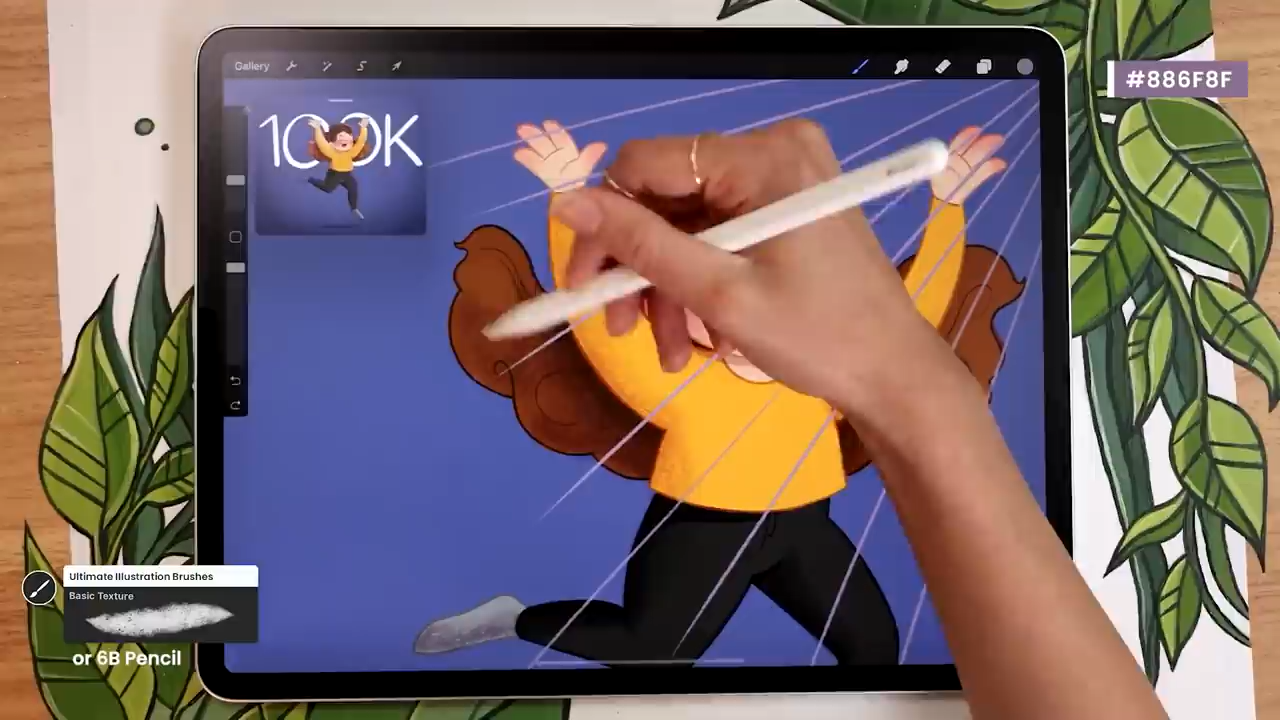 Gallery
#886F8F
100K
Ultimate Illustration Brushes
Basic Texture
or 6B Pencil